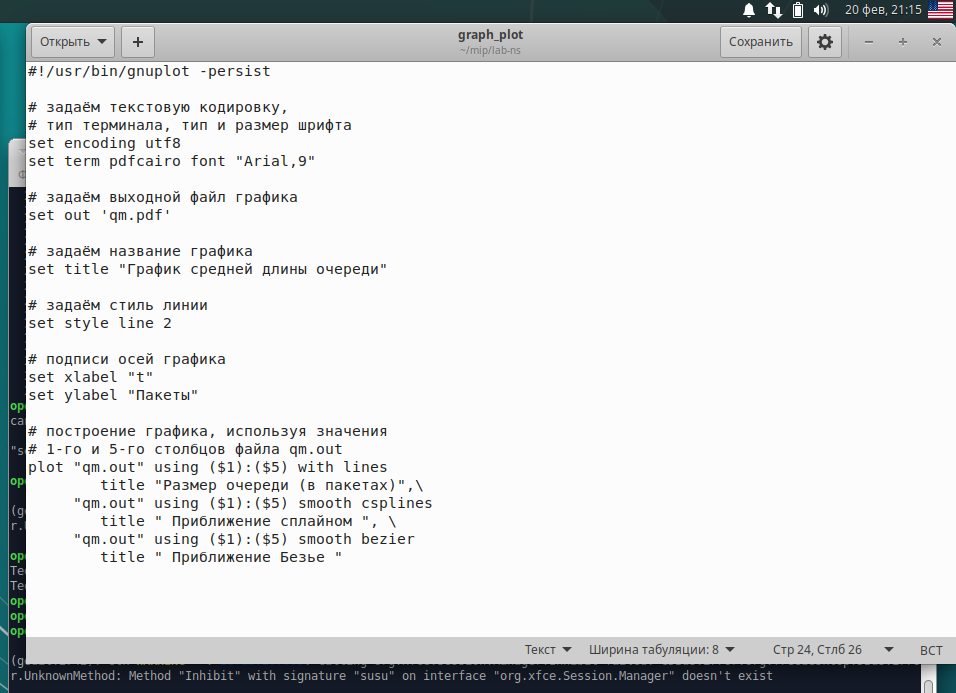 20 фев, 21:15
Открыть
+
graph_plot
~/mip/lab-ns
Сохранить
#!/usr/bin/gnuplot -persist
# задаём текстовую кодировку,
# тип терминала, тип и размер шрифта
set encoding utf8
set term pdfcairo font "Arial,9"
# задаём выходной файл графика
set out 'qm.pdf'
# задаём название графика
set title "График средней длины очереди"
# задаём стиль линии
set style line 2
# подписи осей графика
set xlabel "t"
set ylabel "Пакеты"
# построение графика, используя значения
# 1-го и 5-го столбцов файла qm.out
plot "qm.out" using ($1):($5) with lines
title "Размер очереди (в пакетах)",\
"qm.out" using ($1):($5) smooth csplines
title " Приближение сплайном ", \
"qm.out" using ($1):($5) smooth bezier
title " Приближение Безье "
Текст
Ширина табуляции: 8
Стр 24, Стлб 26
ВСТ
r.UnknownMethod: Method "Inhibit" with signature "susu" on interface "org.xfce.Session.Manager" doesn't exist